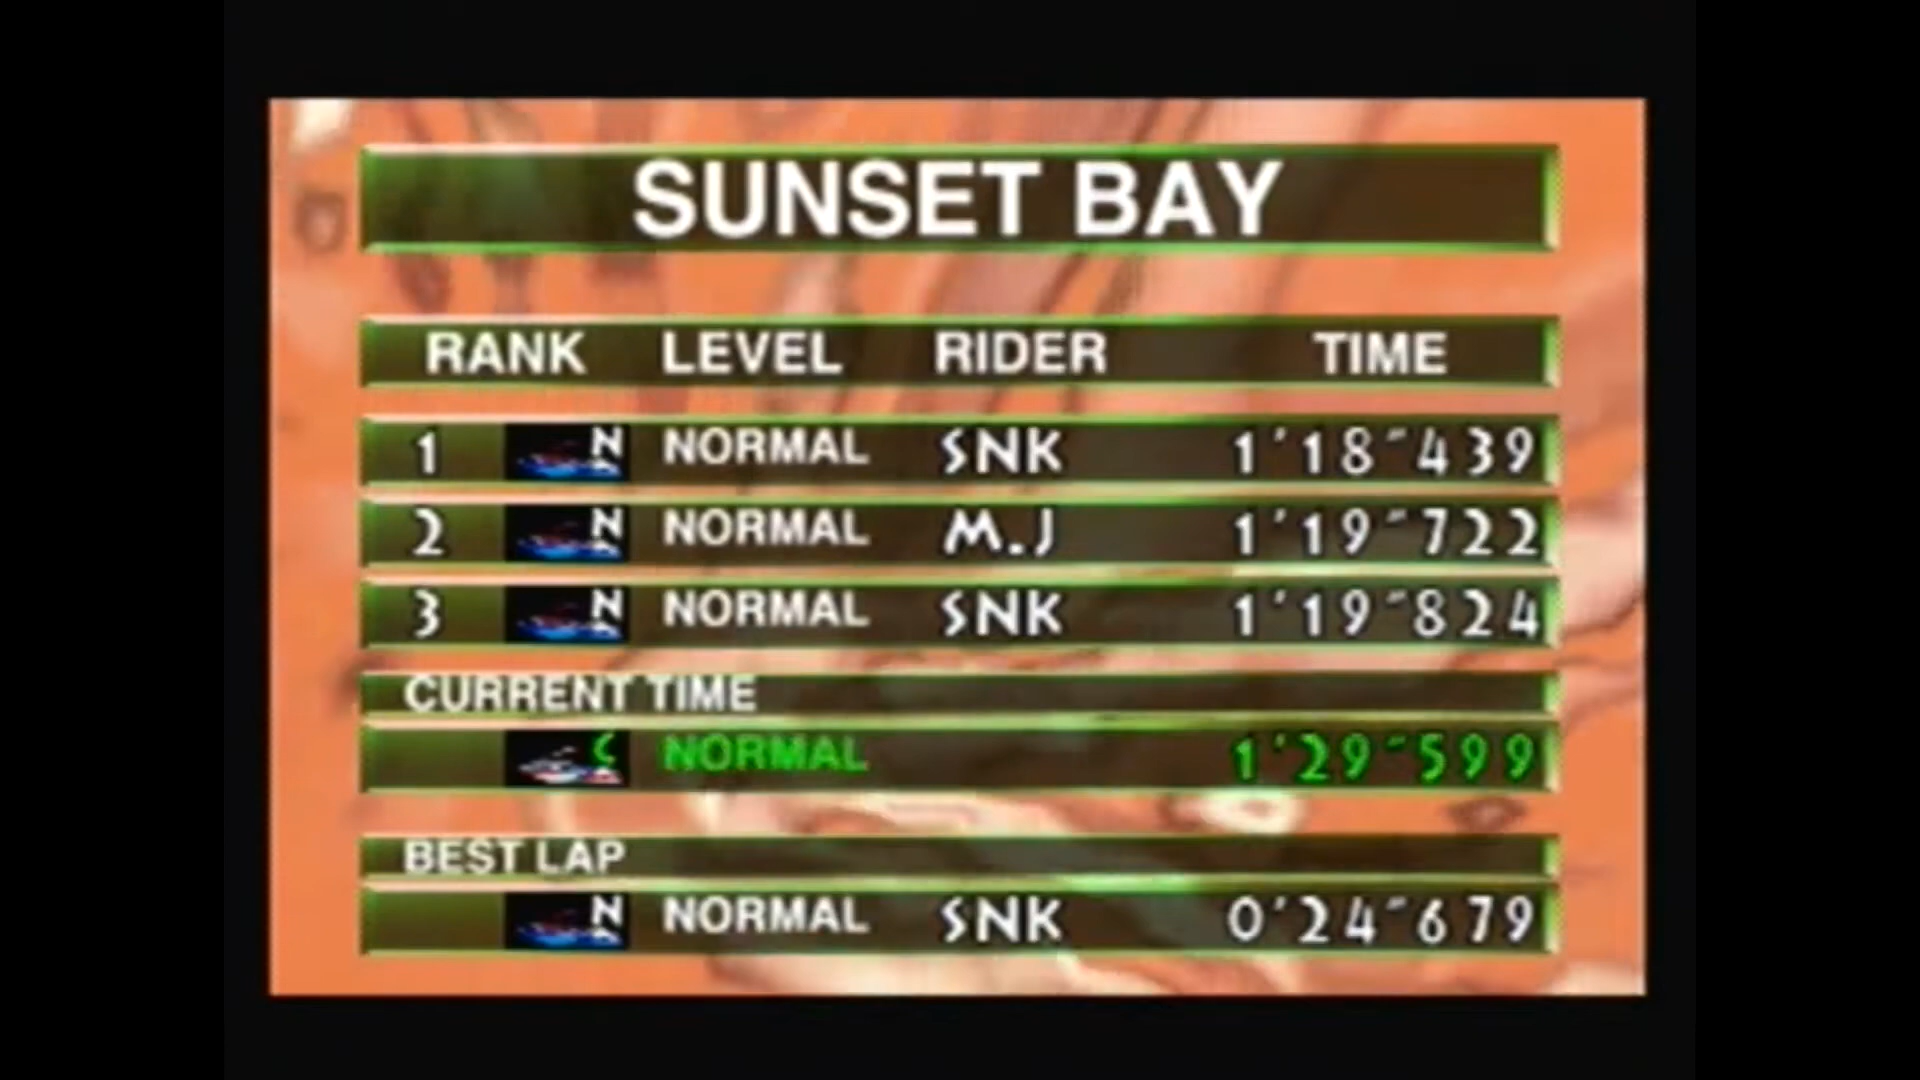 SUNSET BAY
RANK LEVEL RIDER TIME
1 N NORMAL SNK 1'18"439
2 N NORMAL M.J 1'19"722
3 N NORMAL SNK 1'19"824
CURRENT TIME
C NORMAL 1'29"599
BEST LAP
N NORMAL SNK 0'24"679